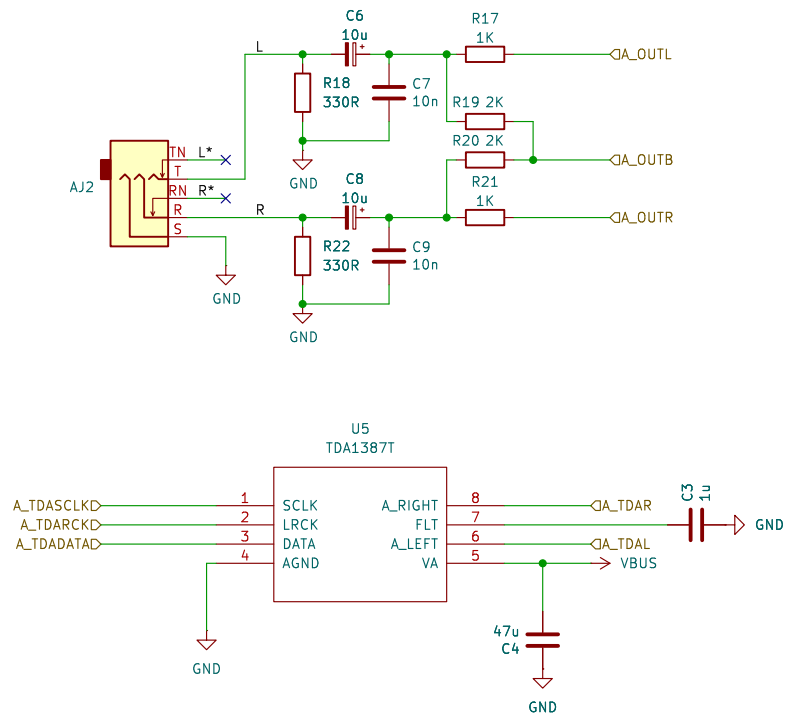 C6
10u
R17
1K
L
A_OUTL
R18
330R
C7
10n
R19 2K
R20 2K
GND
A_OUTB
AJ2
TN
L*
T
RN
R*
R
S
C8
10u
R21
1K
R
A_OUTR
R22
330R
C9
10n
GND
GND
U5
TDA1387T
A_TDASCLK 1 SCLK
A_TDARCK 2 LRCK
A_TDADATA 3 DATA
4 AGND
A_RIGHT 8 A_TDAR
FLT 7
C3
1u
GND
A_LEFT 6 A_TDAL
VA 5 VBUS
47u
C4
GND
GND